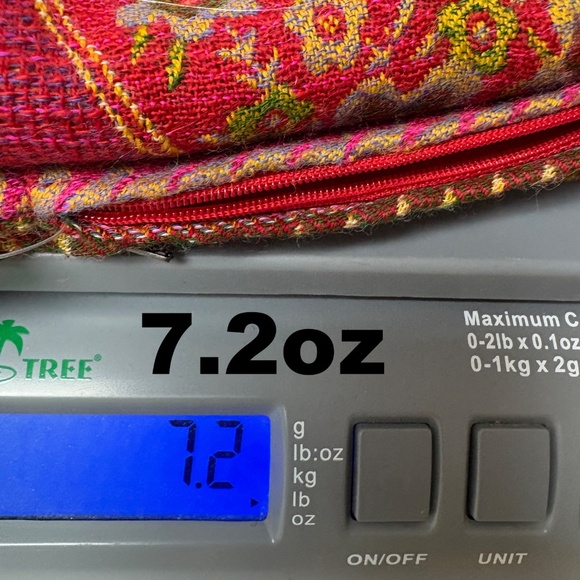 7.2oz
TREE®
Maximum C
0-2lb x 0.1oz
0-1kg x 2g
7.2
g
lb:oz
kg
lb
oz
ON/OFF
UNIT